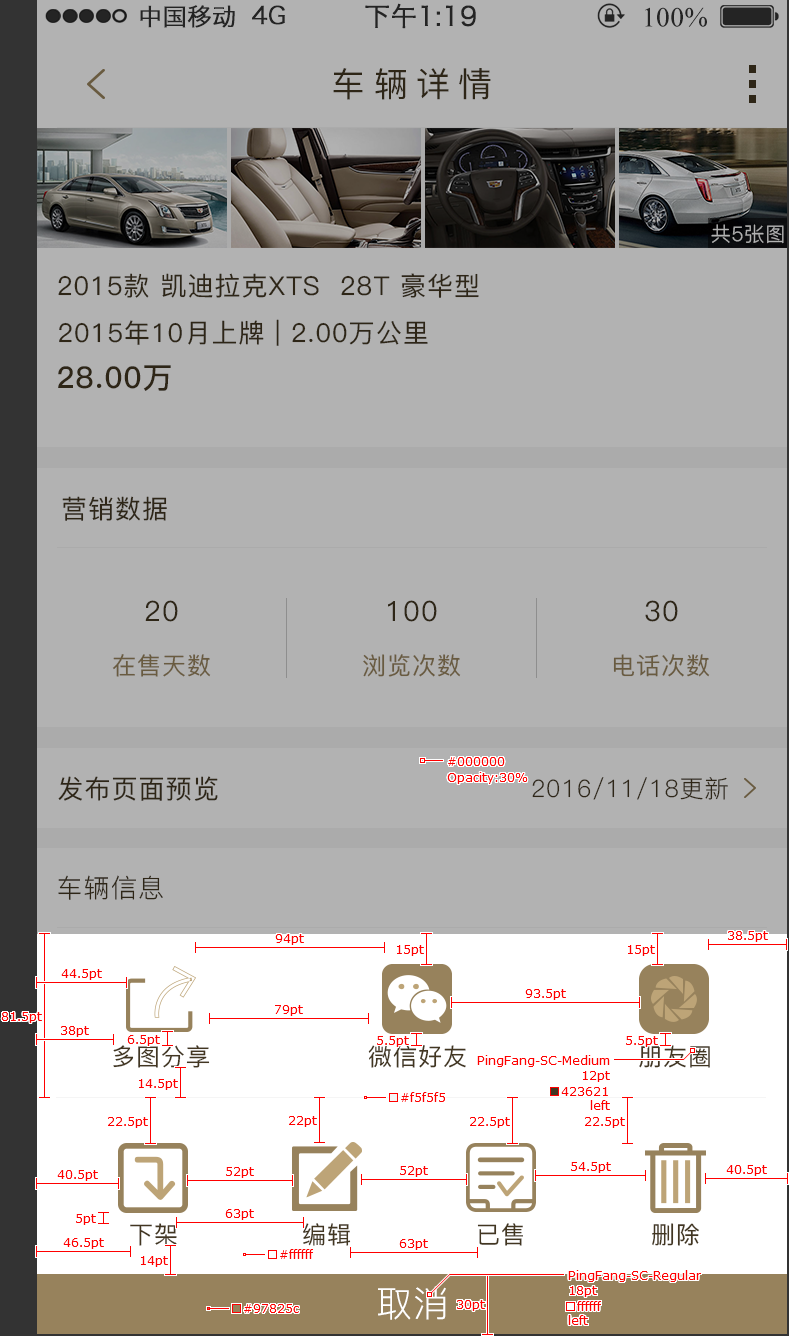 中国移动 4G 下午1:19 100%
车辆详情
共5张图
2015款 凯迪拉克XTS 28T 豪华型
2015年10月上牌 | 2.00万公里
28.00万
营销数据
20 100 30
在售天数 浏览次数 电话次数
#000000
Opacity:30%
发布页面预览 2016/11/18更新
车辆信息
94pt 15pt 15pt 38.5pt
44.5pt
93.5pt
81.5pt 79pt
38pt 6.5pt 5.5pt 5.5pt
多图分享 微信好友 朋友圈
PingFang-SC-Medium
12pt
14.5pt
423621
#f5f5f5 left
22.5pt 22pt 22.5pt 22.5pt
40.5pt 52pt 52pt 54.5pt 40.5pt
5pt 63pt
下架 编辑 已售 删除
46.5pt 63pt
14pt #ffffff
PingFang-SC-Regular
18pt
取消 30pt #ffffff
#97825c
left